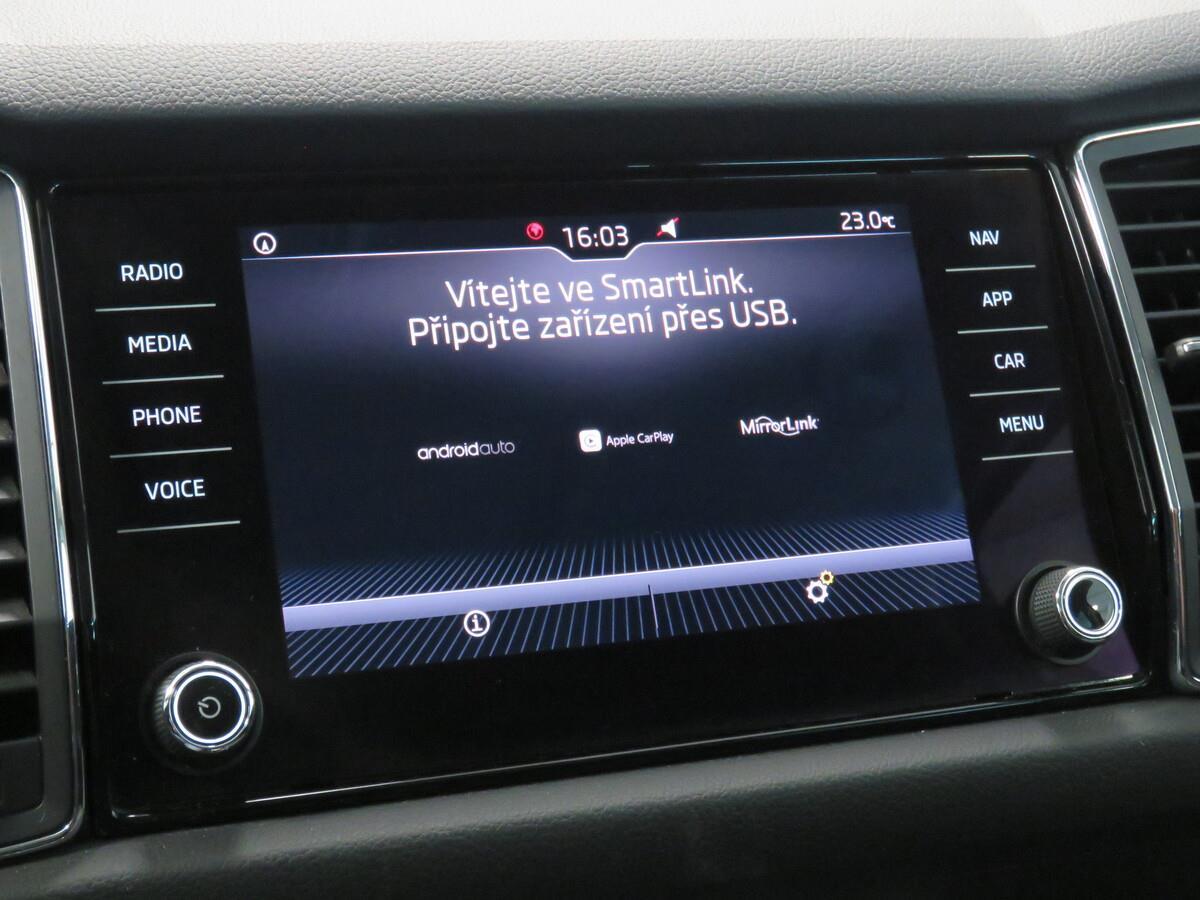 16:03
23.0°C
RADIO
MEDIA
PHONE
VOICE
Vítejte ve SmartLink.
Připojte zařízení přes USB.
androidauto
Apple CarPlay
MirrorLink
NAV
APP
CAR
MENU